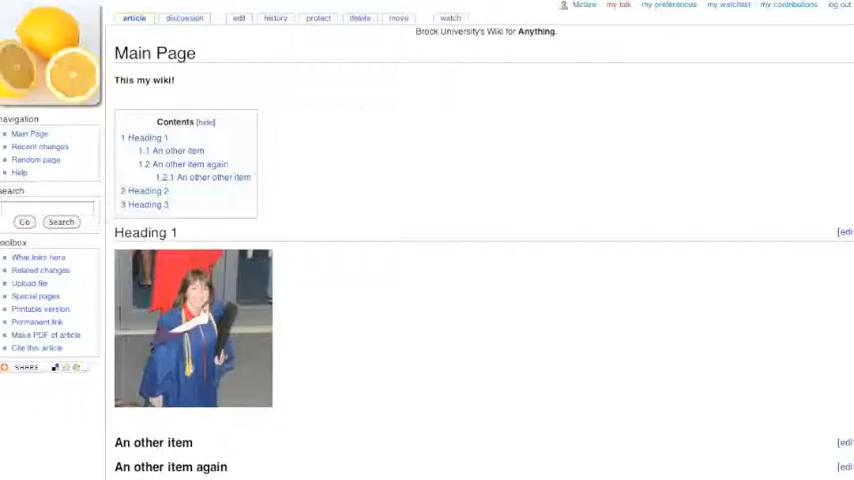 Mclare my talk my preferences my watchlist my contributions log out
article discussion edit history protect delete move watch
Brock University's Wiki for Anything.
Main Page
This my wiki!
Contents [hide]
1 Heading 1
1.1 An other item
1.2 An other item again
1.2.1 An other other item
2 Heading 2
3 Heading 3
navigation
Main Page
Recent changes
Random page
Help
search
Go Search
toolbox
What links here
Related changes
Upload file
Special pages
Printable version
Permanent link
Make PDF of article
Cite this article
SHARE
Heading 1 [edi
An other item [edi
An other item again [edi